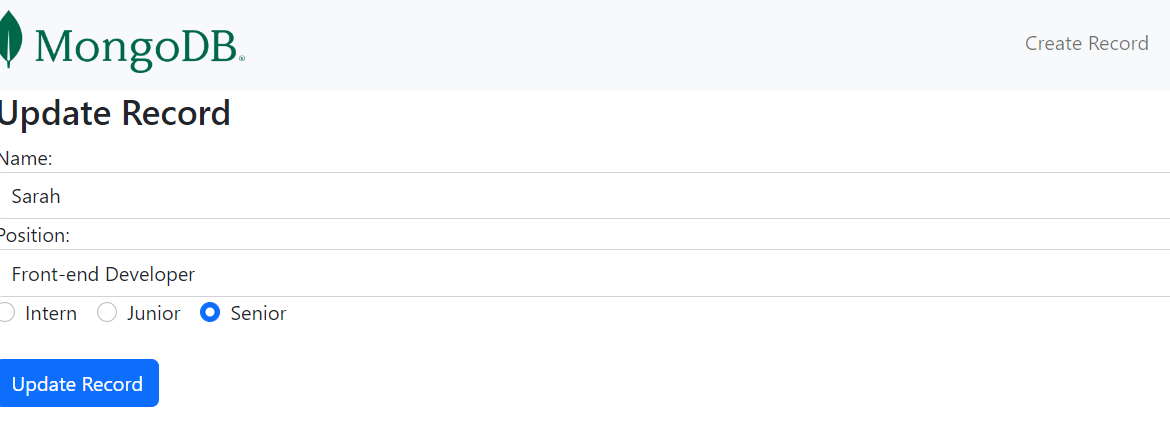 MongoDB®
Create Record
Update Record
Name:
Sarah
Position:
Front-end Developer
Intern Junior Senior
Update Record